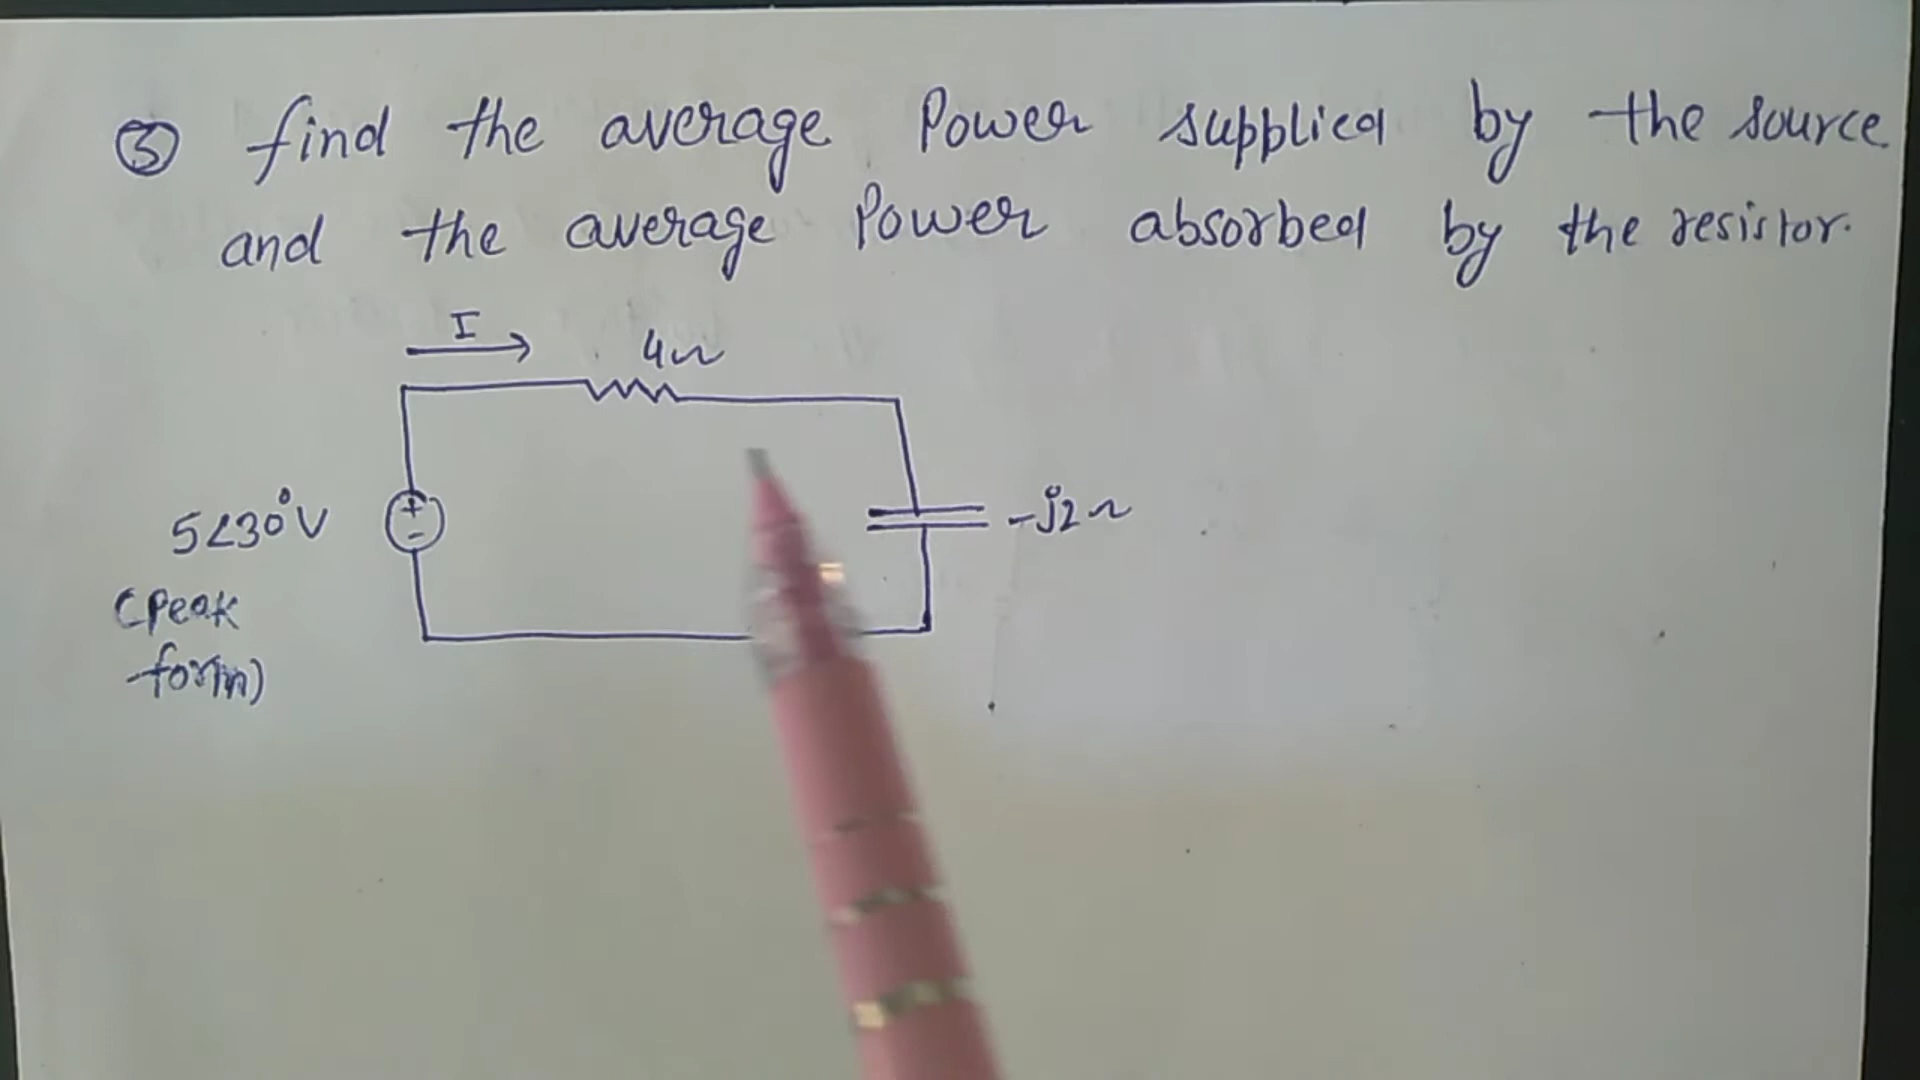 ③ find the average Power supplied by the source
and the average Power absorbed by the resistor.
I
4Ω
5∠30°V
+
-
-j2Ω
(Peak
form)